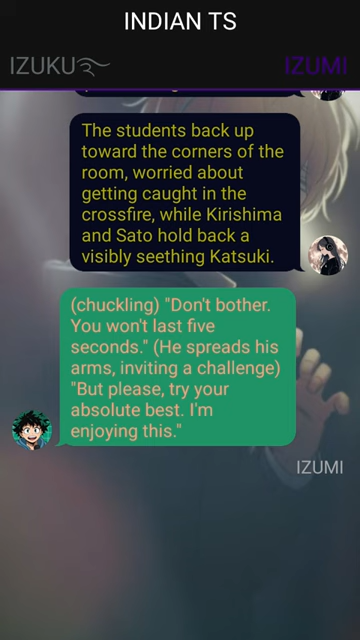 INDIAN TS
IZUKU
IZUMI
The students back up
toward the corners of the
room, worried about
getting caught in the
crossfire, while Kirishima
and Sato hold back a
visibly seething Katsuki.
(chuckling) "Don't bother.
You won't last five
seconds." (He spreads his
arms, inviting a challenge)
"But please, try your
absolute best. I'm
enjoying this."
IZUMI